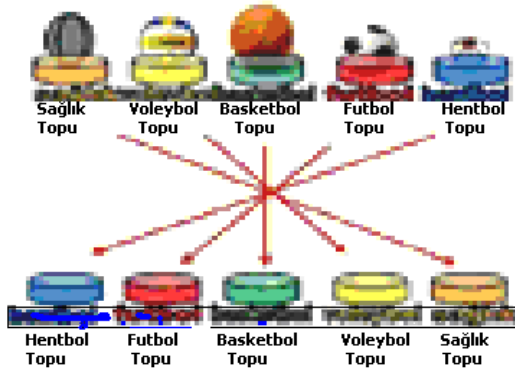 Sağlık Topu
Voleybol Topu
Basketbol Topu
Futbol Topu
Hentbol Topu
Hentbol Topu
Futbol Topu
Basketbol Topu
Voleybol Topu
Sağlık Topu